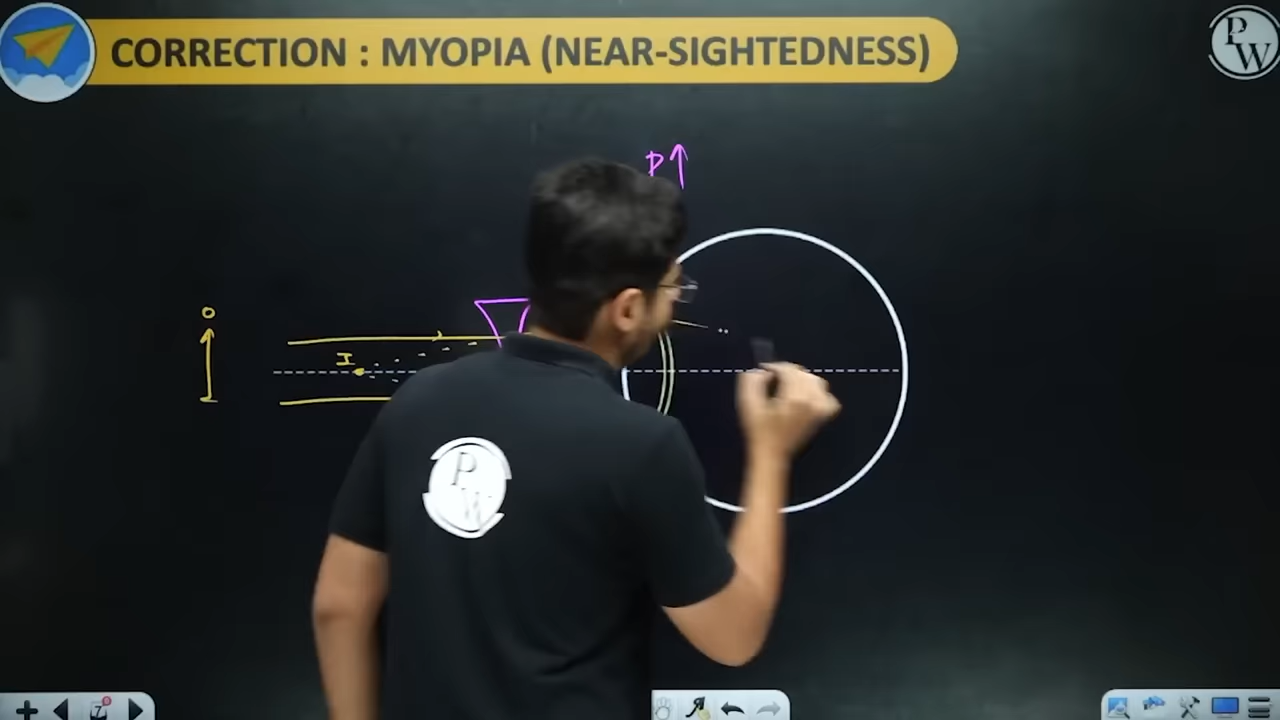 CORRECTION : MYOPIA (NEAR-SIGHTEDNESS)
P W
P↑
O
I
P W